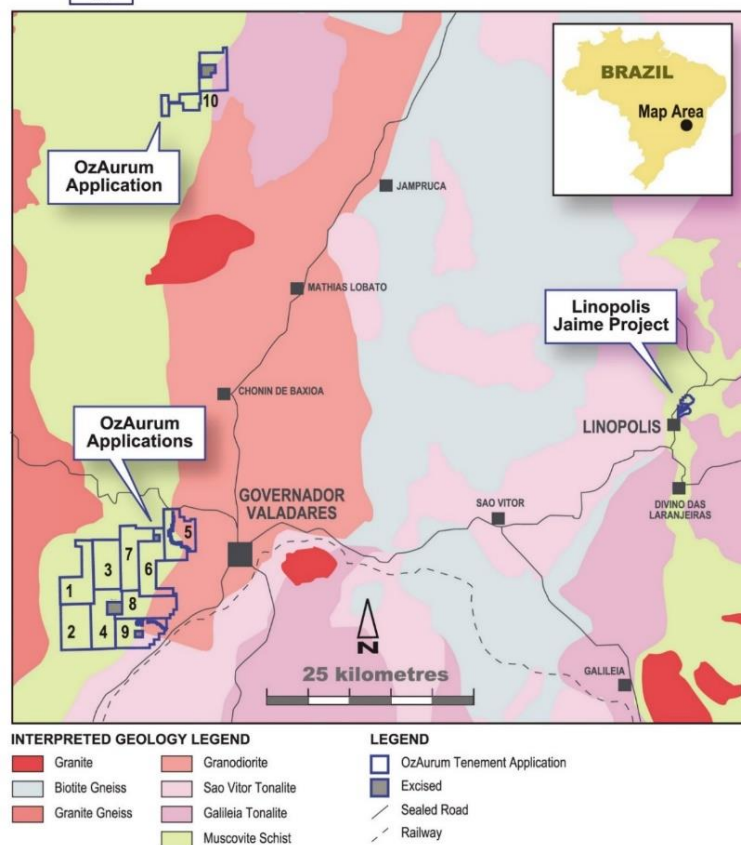 BRAZIL
Map Area
10
OzAurum
Application
JAMPRUCA
MATHIAS LOBATO
Linopolis
Jaime Project
CHONIN DE BAXIOA
OzAurum
Applications
LINOPOLIS
GOVERNADOR
VALADARES
SAO VITOR
DIVINO DAS
LARANJEIRAS
5
7
3
6
1
8
2
4
9
N
25 kilometres
GALILEIA
INTERPRETED GEOLOGY LEGEND
Granite
Biotite Gneiss
Granite Gneiss
Granodiorite
Sao Vitor Tonalite
Galileia Tonalite
Muscovite Schist
LEGEND
OzAurum Tenement Application
Excised
Sealed Road
Railway